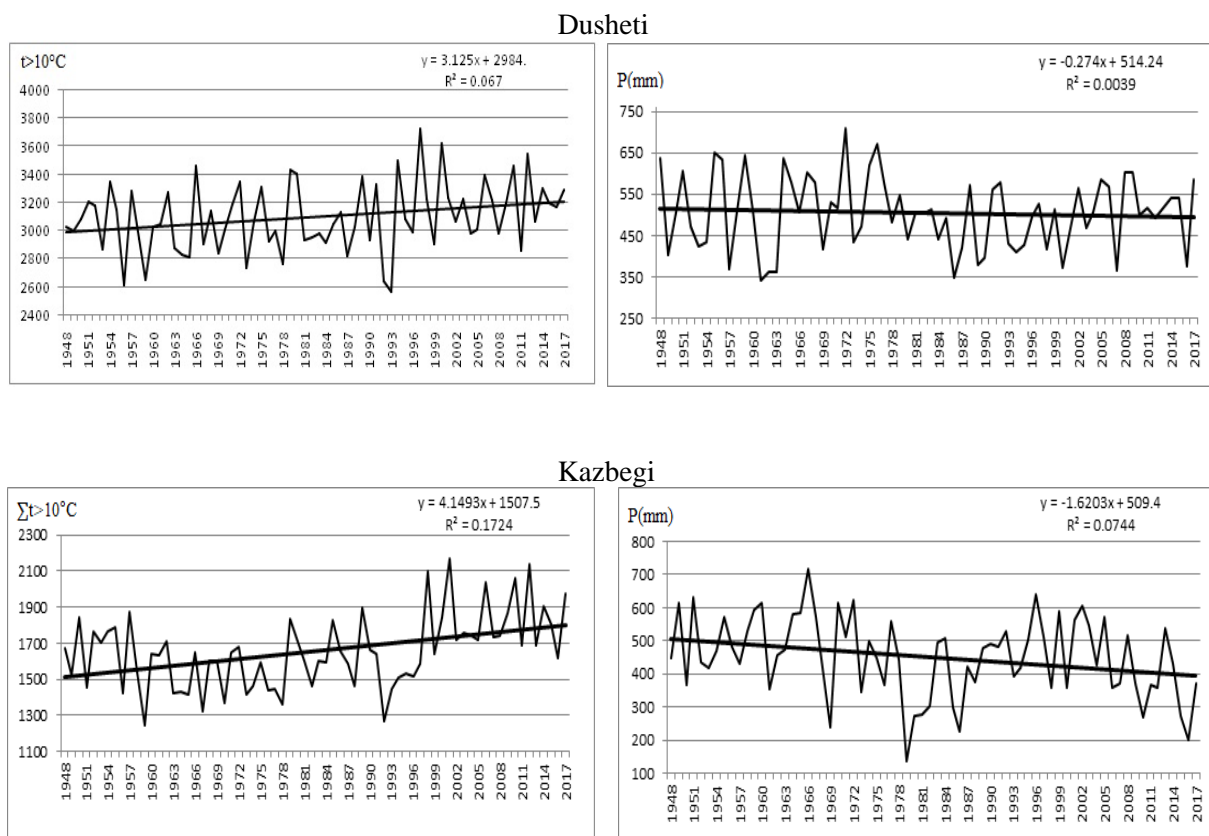 Dusheti
t>10°C
y = 3.125x + 2984.
R² = 0.067
4000
3800
3600
3400
3200
3000
2800
2600
2400
1948 1951 1954 1957 1960 1963 1966 1969 1972 1975 1978 1981 1984 1987 1990 1993 1996 1999 2002 2005 2008 2011 2014 2017
P(mm)
y = -0.274x + 514.24
R² = 0.0039
750
650
550
450
350
250
1948 1951 1954 1957 1960 1963 1966 1969 1972 1975 1978 1981 1984 1987 1990 1993 1996 1999 2002 2005 2008 2011 2014 2017
Kazbegi
∑t>10°C
y = 4.1493x + 1507.5
R² = 0.1724
2300
2100
1900
1700
1500
1300
1100
1948 1951 1954 1957 1960 1963 1966 1969 1972 1975 1978 1981 1984 1987 1990 1993 1996 1999 2002 2005 2008 2011 2014 2017
P(mm)
y = -1.6203x + 509.4
R² = 0.0744
800
700
600
500
400
300
200
100
1948 1951 1954 1957 1960 1963 1966 1969 1972 1975 1978 1981 1984 1987 1990 1993 1996 1999 2002 2005 2008 2011 2014 2017